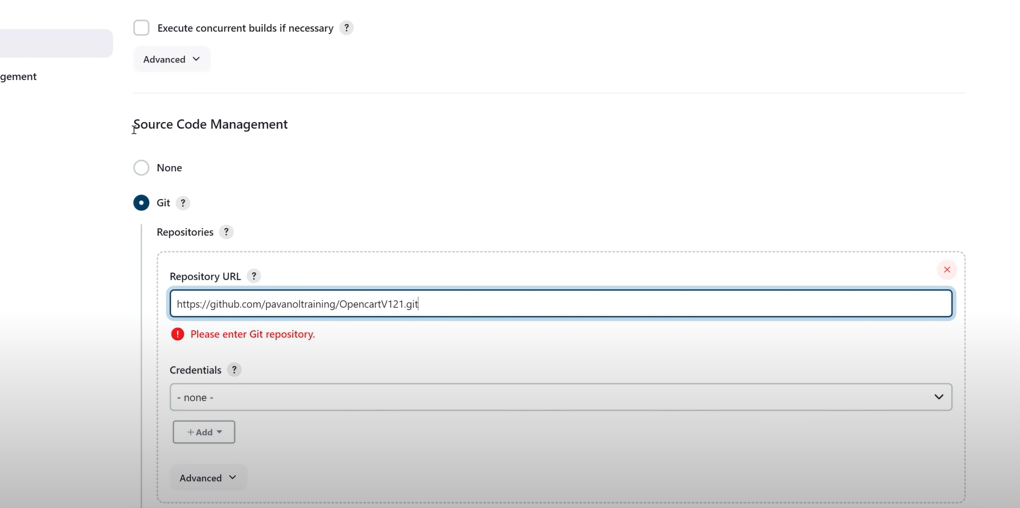 Execute concurrent builds if necessary ?
Advanced
gement
Source Code Management
None
Git ?
Repositories ?
Repository URL ?
https://github.com/pavanoltraining/OpencartV121.git
Please enter Git repository.
Credentials ?
- none -
+ Add
Advanced